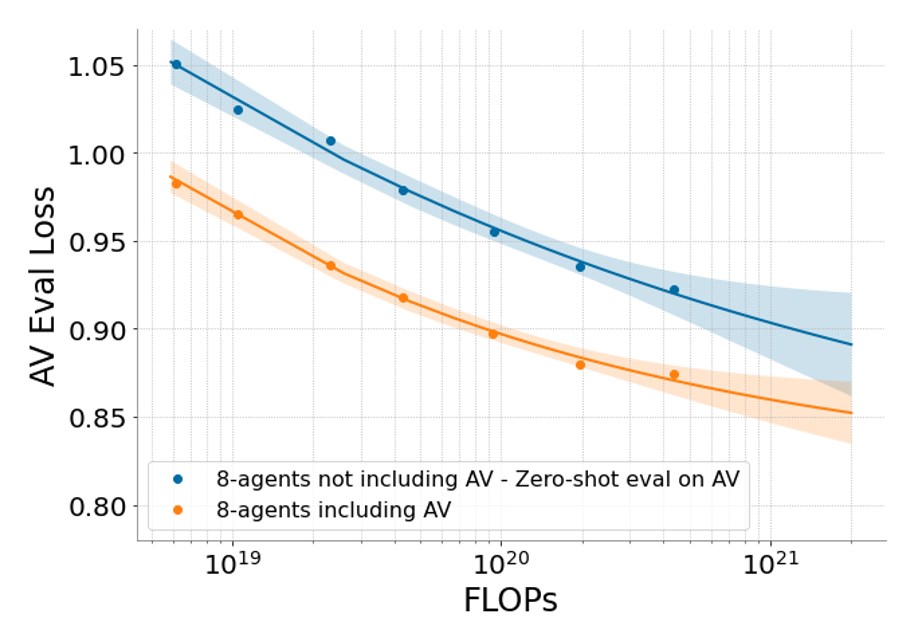 AV Eval Loss
1.05
1.00
0.95
0.90
0.85
0.80
8-agents not including AV - Zero-shot eval on AV
8-agents including AV
10¹⁹
10²⁰
10²¹
FLOPs